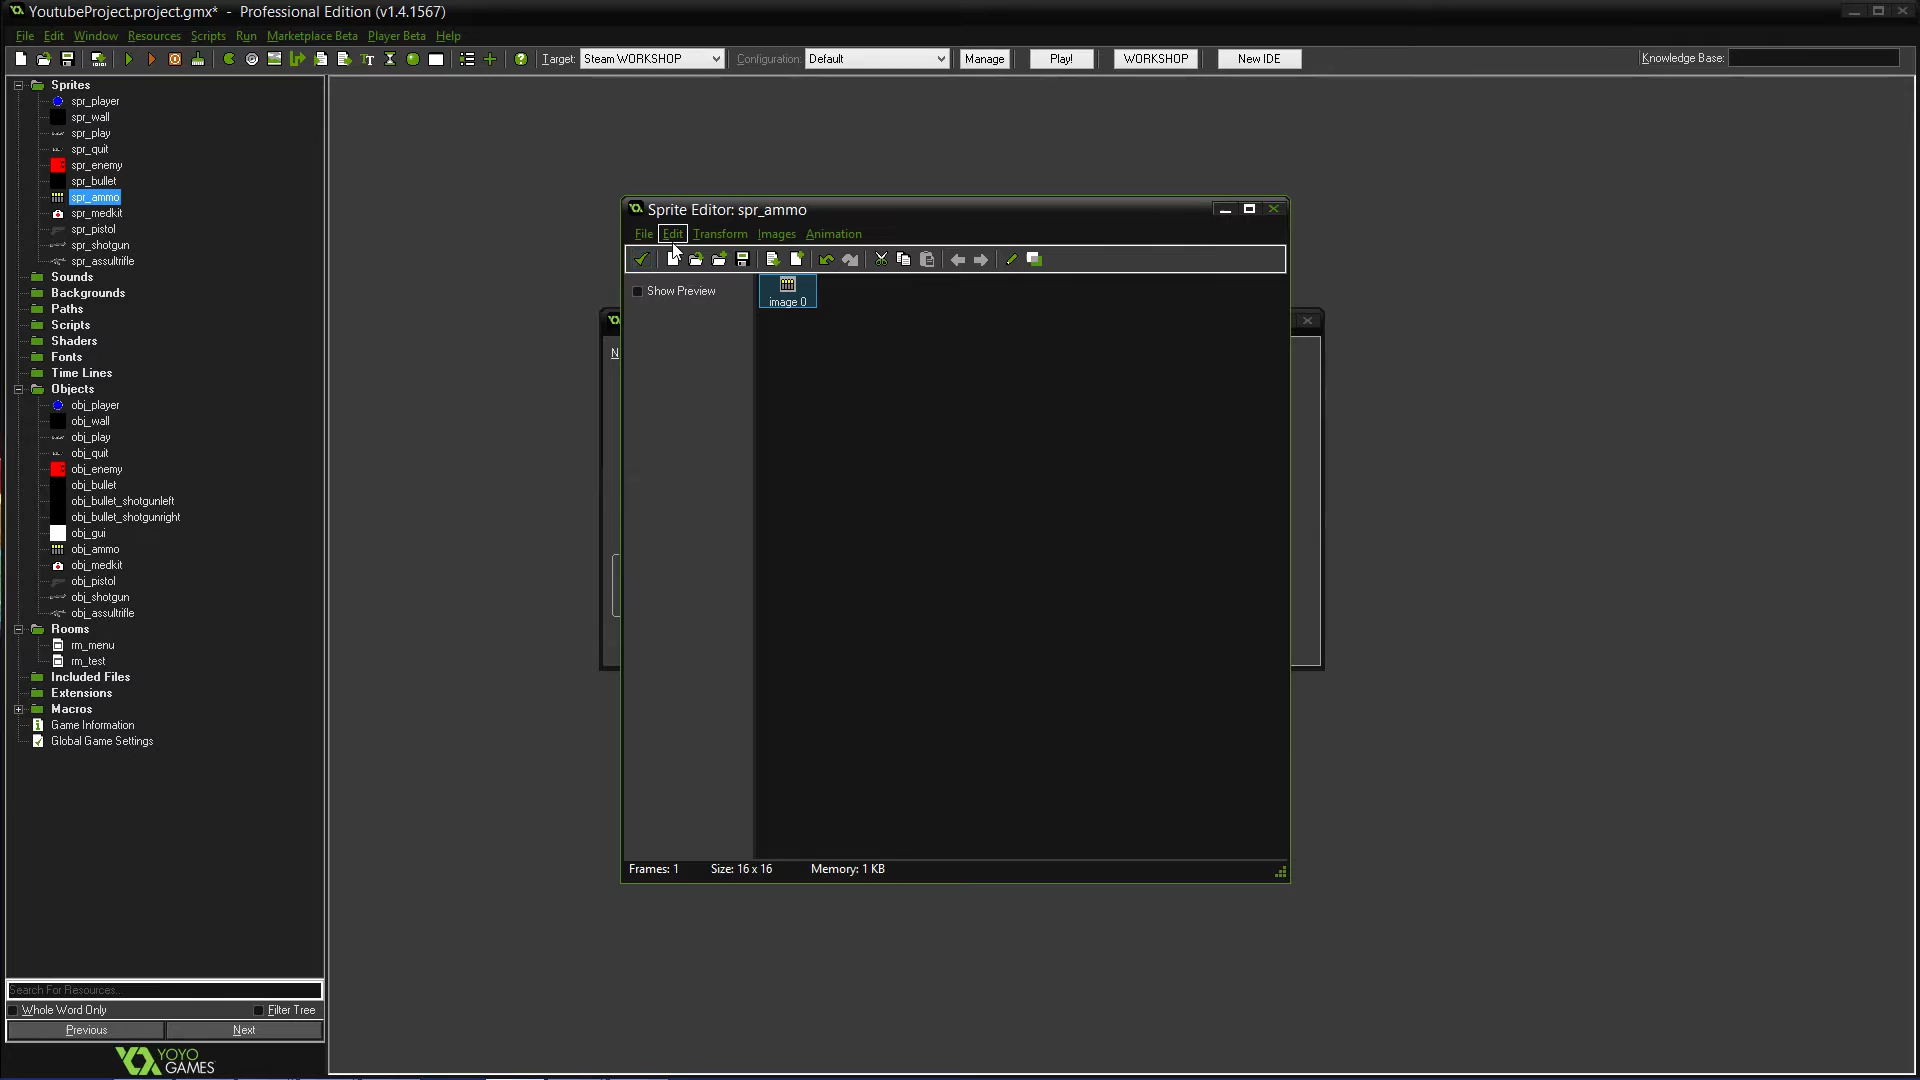 YoutubeProject.project.gmx* - Professional Edition (v1.4.1567)
File Edit Window Resources Scripts Run Marketplace Beta Player Beta Help
Target: Steam WORKSHOP Configuration: Default Manage Play! WORKSHOP New IDE Knowledge Base:
Sprites
spr_player
spr_wall
spr_play
spr_quit
spr_enemy
spr_bullet
spr_ammo
spr_medkit
spr_pistol
spr_shotgun
spr_assultrifle
Sounds
Backgrounds
Paths
Scripts
Shaders
Fonts
Time Lines
Objects
obj_player
obj_wall
obj_play
obj_quit
obj_enemy
obj_bullet
obj_bullet_shotgunleft
obj_bullet_shotgunright
obj_gui
obj_ammo
obj_medkit
obj_pistol
obj_shotgun
obj_assultrifle
Rooms
rm_menu
rm_test
Included Files
Extensions
Macros
Game Information
Global Game Settings
Search For Resources...
Whole Word Only Filter Tree
Previous Next
YOYO
GAMES
Sprite Editor: spr_ammo
File Edit Transform Images Animation
Show Preview
image 0
N
Frames: 1 Size: 16 x 16 Memory: 1 KB